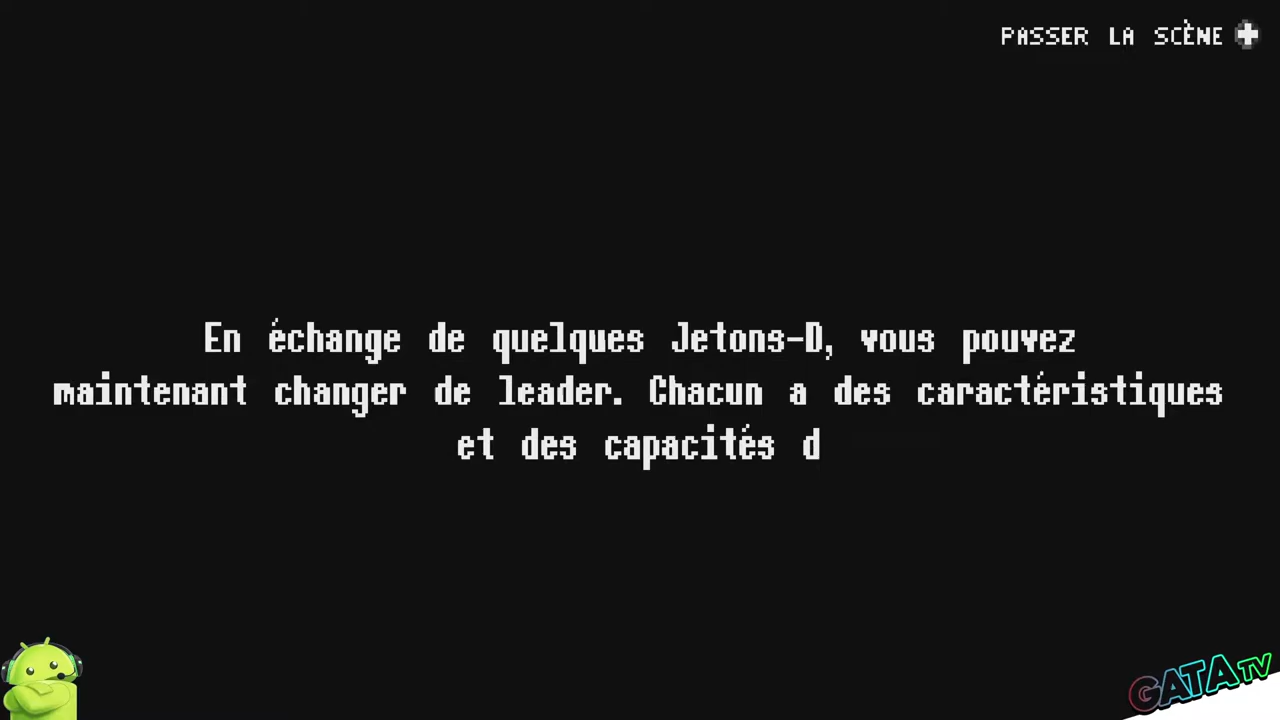 PASSER LA SCÈNE
En échange de quelques Jetons-D, vous pouvez
maintenant changer de leader. Chacun a des caractéristiques
et des capacités d
GATA TV